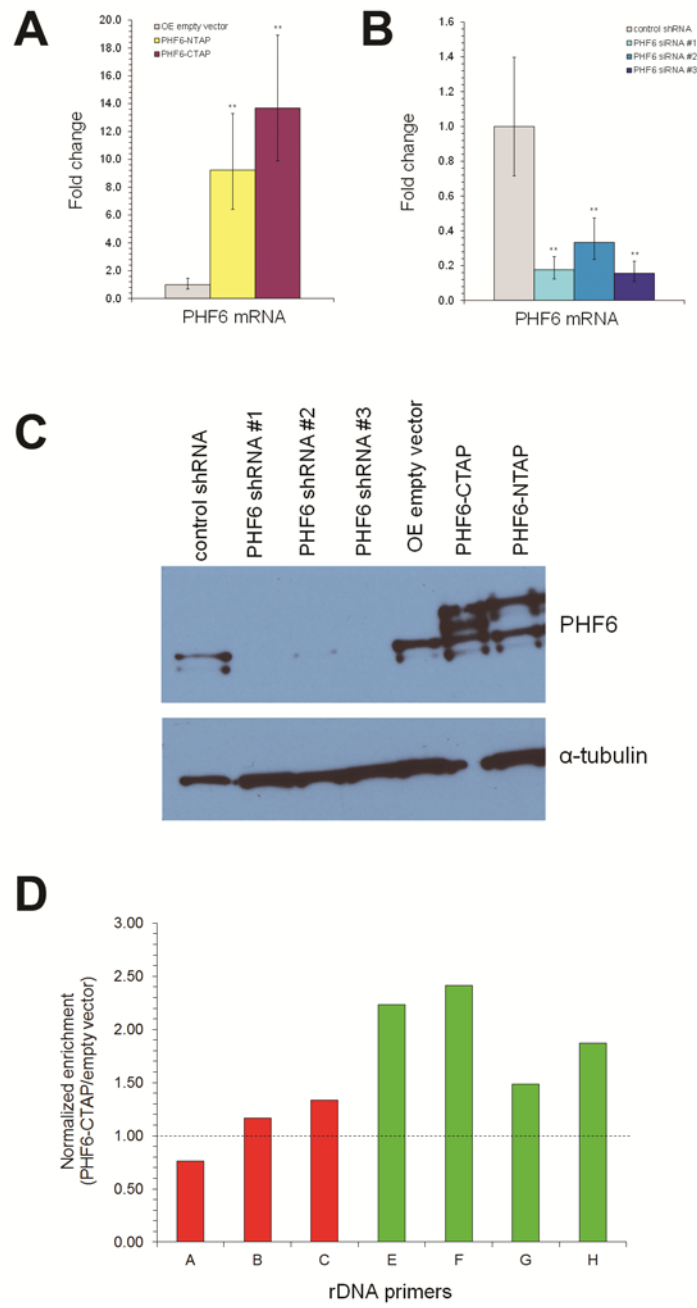 A
OE empty vector
PHF6-NTAP
PHF6-CTAP
20.0
18.0
16.0
14.0
12.0
10.0
8.0
6.0
4.0
2.0
0.0
Fold change
**
**
PHF6 mRNA
B
control shRNA
PHF6 siRNA #1
PHF6 siRNA #2
PHF6 siRNA #3
1.6
1.4
1.2
1.0
0.8
0.6
0.4
0.2
0.0
Fold change
**
**
**
PHF6 mRNA
C
control shRNA
PHF6 shRNA #1
PHF6 shRNA #2
PHF6 shRNA #3
OE empty vector
PHF6-CTAP
PHF6-NTAP
PHF6
α-tubulin
D
3.00
2.50
2.00
1.50
1.00
0.50
0.00
Normalized enrichment
(PHF6-CTAP/empty vector)
A B C E F G H
rDNA primers